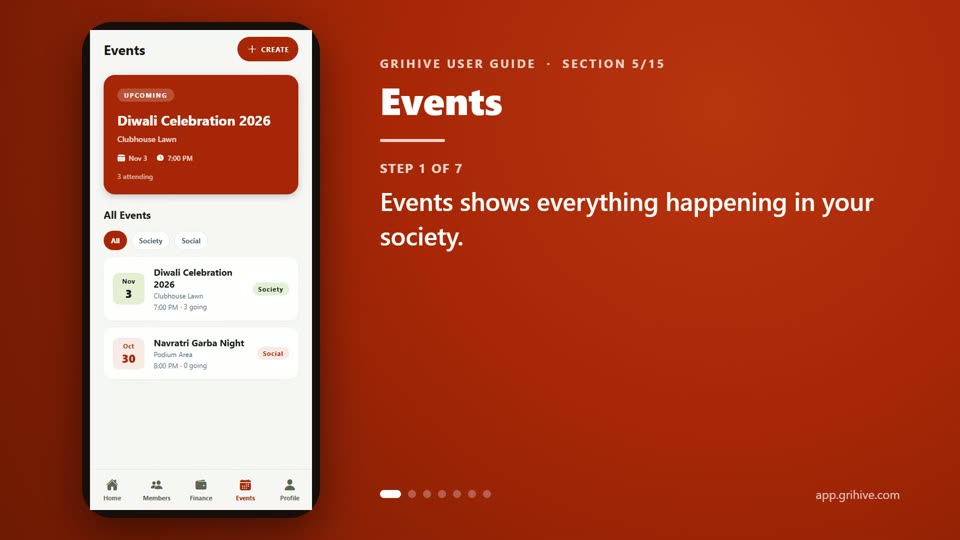 Events
CREATE
UPCOMING
Diwali Celebration 2026
Clubhouse Lawn
Nov 3 7:00 PM
3 attending
All Events
All Society Social
Nov
3
Diwali Celebration
2026
Clubhouse Lawn
7:00 PM · 3 going
Society
Oct
30
Navratri Garba Night
Podium Area
8:00 PM · 0 going
Social
Home Members Finance Events Profile
GRIHIVE USER GUIDE · SECTION 5/15
Events
STEP 1 OF 7
Events shows everything happening in your
society.
app.grihive.com